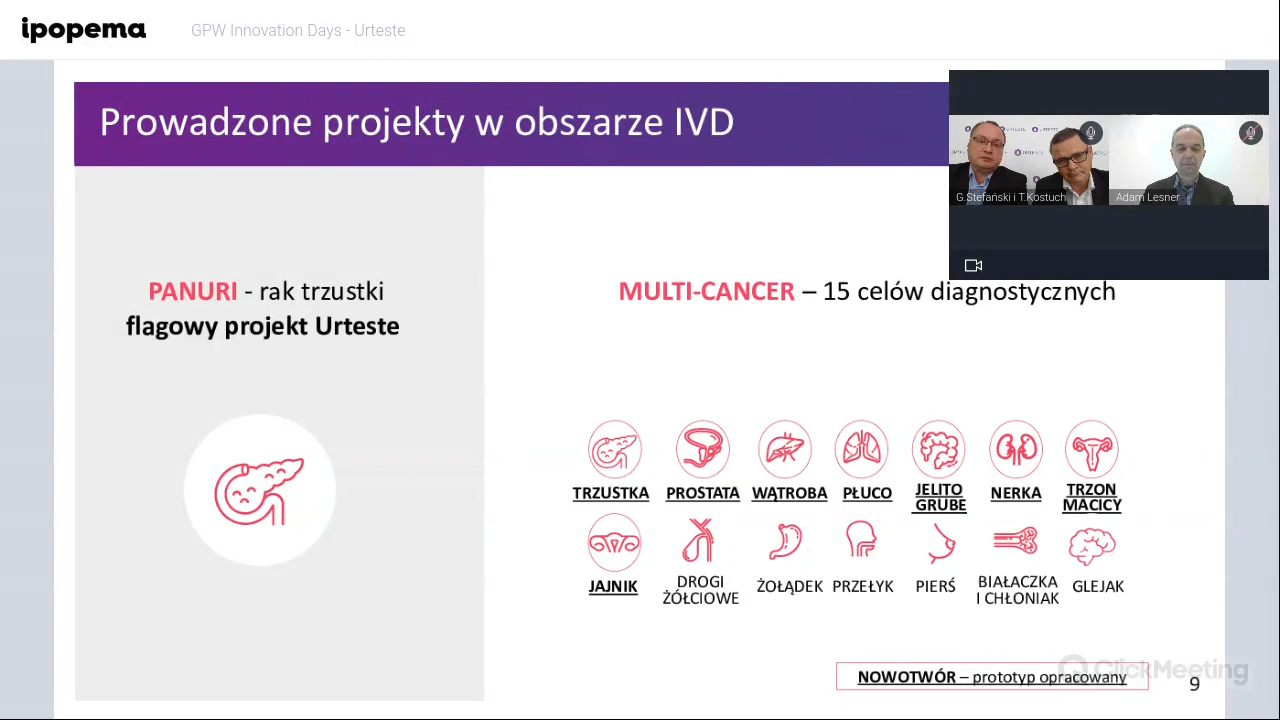 ipopema
GPW Innovation Days - Urteste
Prowadzone projekty w obszarze IVD
URTESTE
G.Stefański i T.Kostuch
Adam Lesner
PANURI - rak trzustki
flagowy projekt Urteste
MULTI-CANCER – 15 celów diagnostycznych
TRZUSTKA PROSTATA WĄTROBA PŁUCO JELITO GRUBE NERKA TRZON MACICY
JAJNIK DROGI ŻÓŁCIOWE ŻOŁĄDEK PRZEŁYK PIERŚ BIAŁACZKA I CHŁONIAK GLEJAK
NOWOTWÓR – prototyp opracowany
ClickMeeting
9